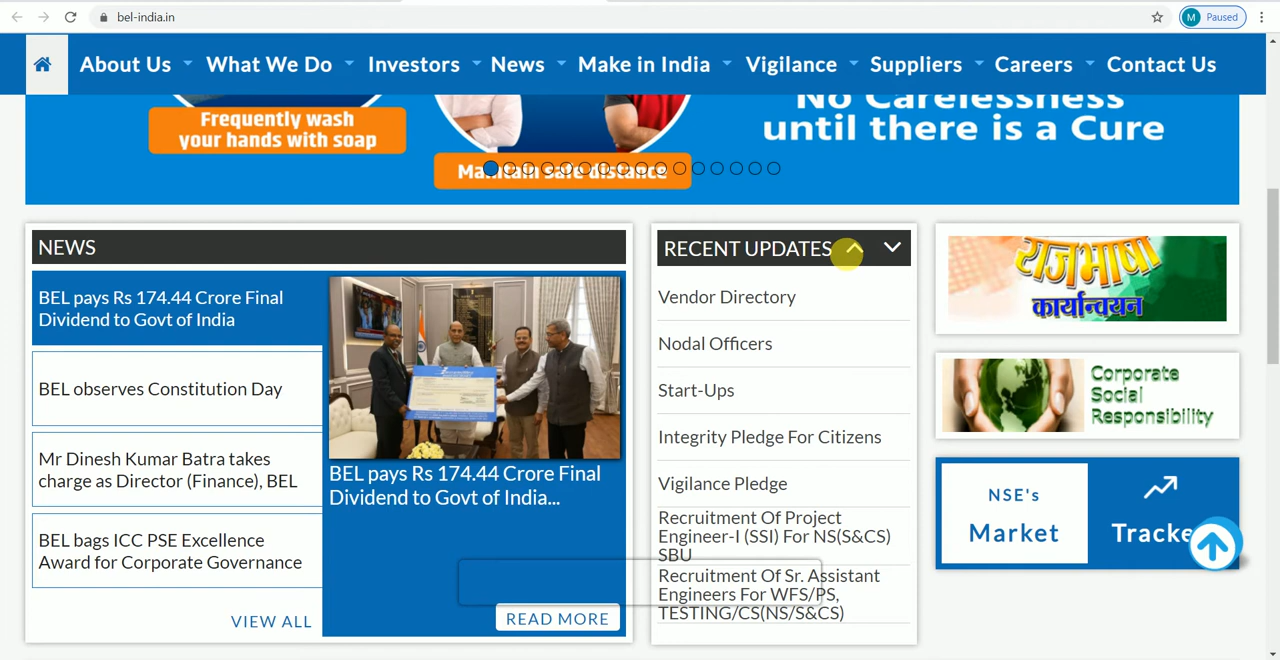 bel-india.in
M Paused
About Us What We Do Investors News Make in India Vigilance Suppliers Careers Contact Us
Frequently wash
your hands with soap
Maintain safe distance
No Carelessness
until there is a Cure
NEWS
BEL pays Rs 174.44 Crore Final
Dividend to Govt of India
BEL observes Constitution Day
Mr Dinesh Kumar Batra takes
charge as Director (Finance), BEL
BEL bags ICC PSE Excellence
Award for Corporate Governance
VIEW ALL
BEL pays Rs 174.44 Crore Final
Dividend to Govt of India...
READ MORE
RECENT UPDATES
Vendor Directory
Nodal Officers
Start-Ups
Integrity Pledge For Citizens
Vigilance Pledge
Recruitment Of Project
Engineer-I (SSI) For NS(S&CS)
SBU
Recruitment Of Sr. Assistant
Engineers For WFS/PS,
TESTING/CS(NS/S&CS)
राजभाषा
कार्यान्वयन
Corporate
Social
Responsibility
NSE's
Market
Tracke